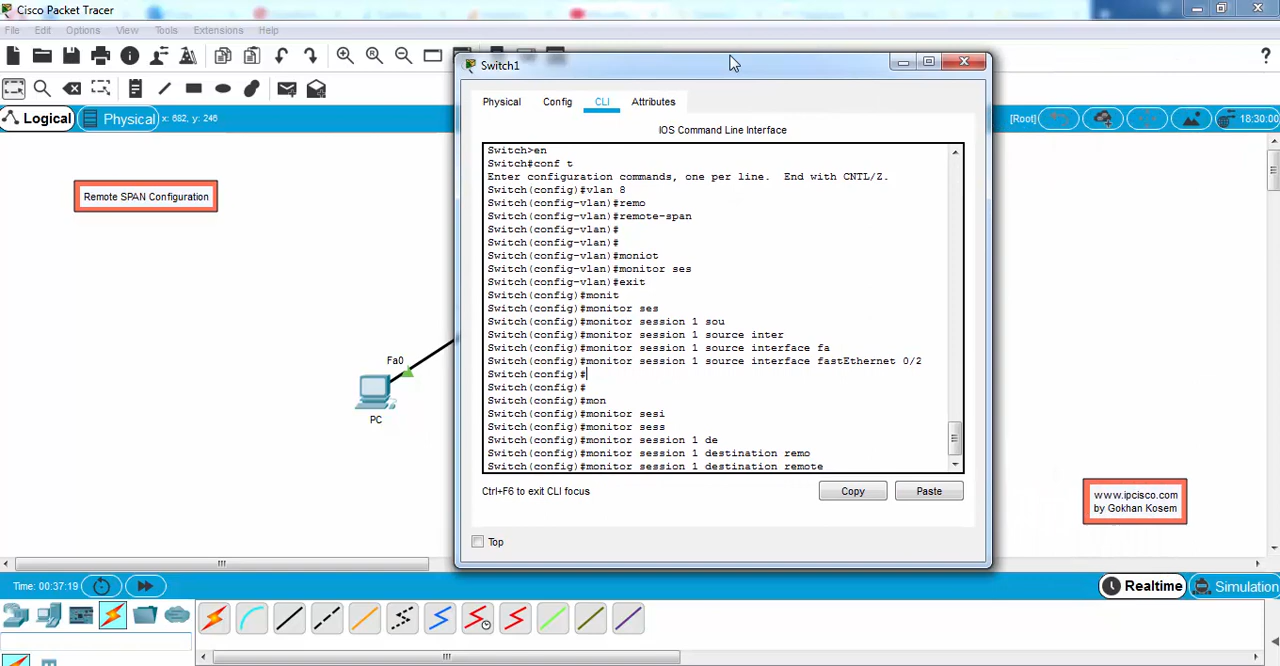 Cisco Packet Tracer
File Edit Options View Tools Extensions Help
?
Logical
Physical
x: 682, y: 246
[Root]
18:30:00
Remote SPAN Configuration
Fa0
PC
Switch1
Physical Config CLI Attributes
IOS Command Line Interface
Switch>en
Switch#conf t
Enter configuration commands, one per line.  End with CNTL/Z.
Switch(config)#vlan 8
Switch(config-vlan)#remo
Switch(config-vlan)#remote-span
Switch(config-vlan)#
Switch(config-vlan)#
Switch(config-vlan)#moniot
Switch(config-vlan)#monitor ses
Switch(config-vlan)#exit
Switch(config)#monit
Switch(config)#monitor ses
Switch(config)#monitor session 1 sou
Switch(config)#monitor session 1 source inter
Switch(config)#monitor session 1 source interface fa
Switch(config)#monitor session 1 source interface fastEthernet 0/2
Switch(config)#
Switch(config)#
Switch(config)#mon
Switch(config)#monitor sesi
Switch(config)#monitor sess
Switch(config)#monitor session 1 de
Switch(config)#monitor session 1 destination remo
Switch(config)#monitor session 1 destination remote
Ctrl+F6 to exit CLI focus
Copy
Paste
Top
www.ipcisco.com
by Gokhan Kosem
Time: 00:37:19
Realtime
Simulation